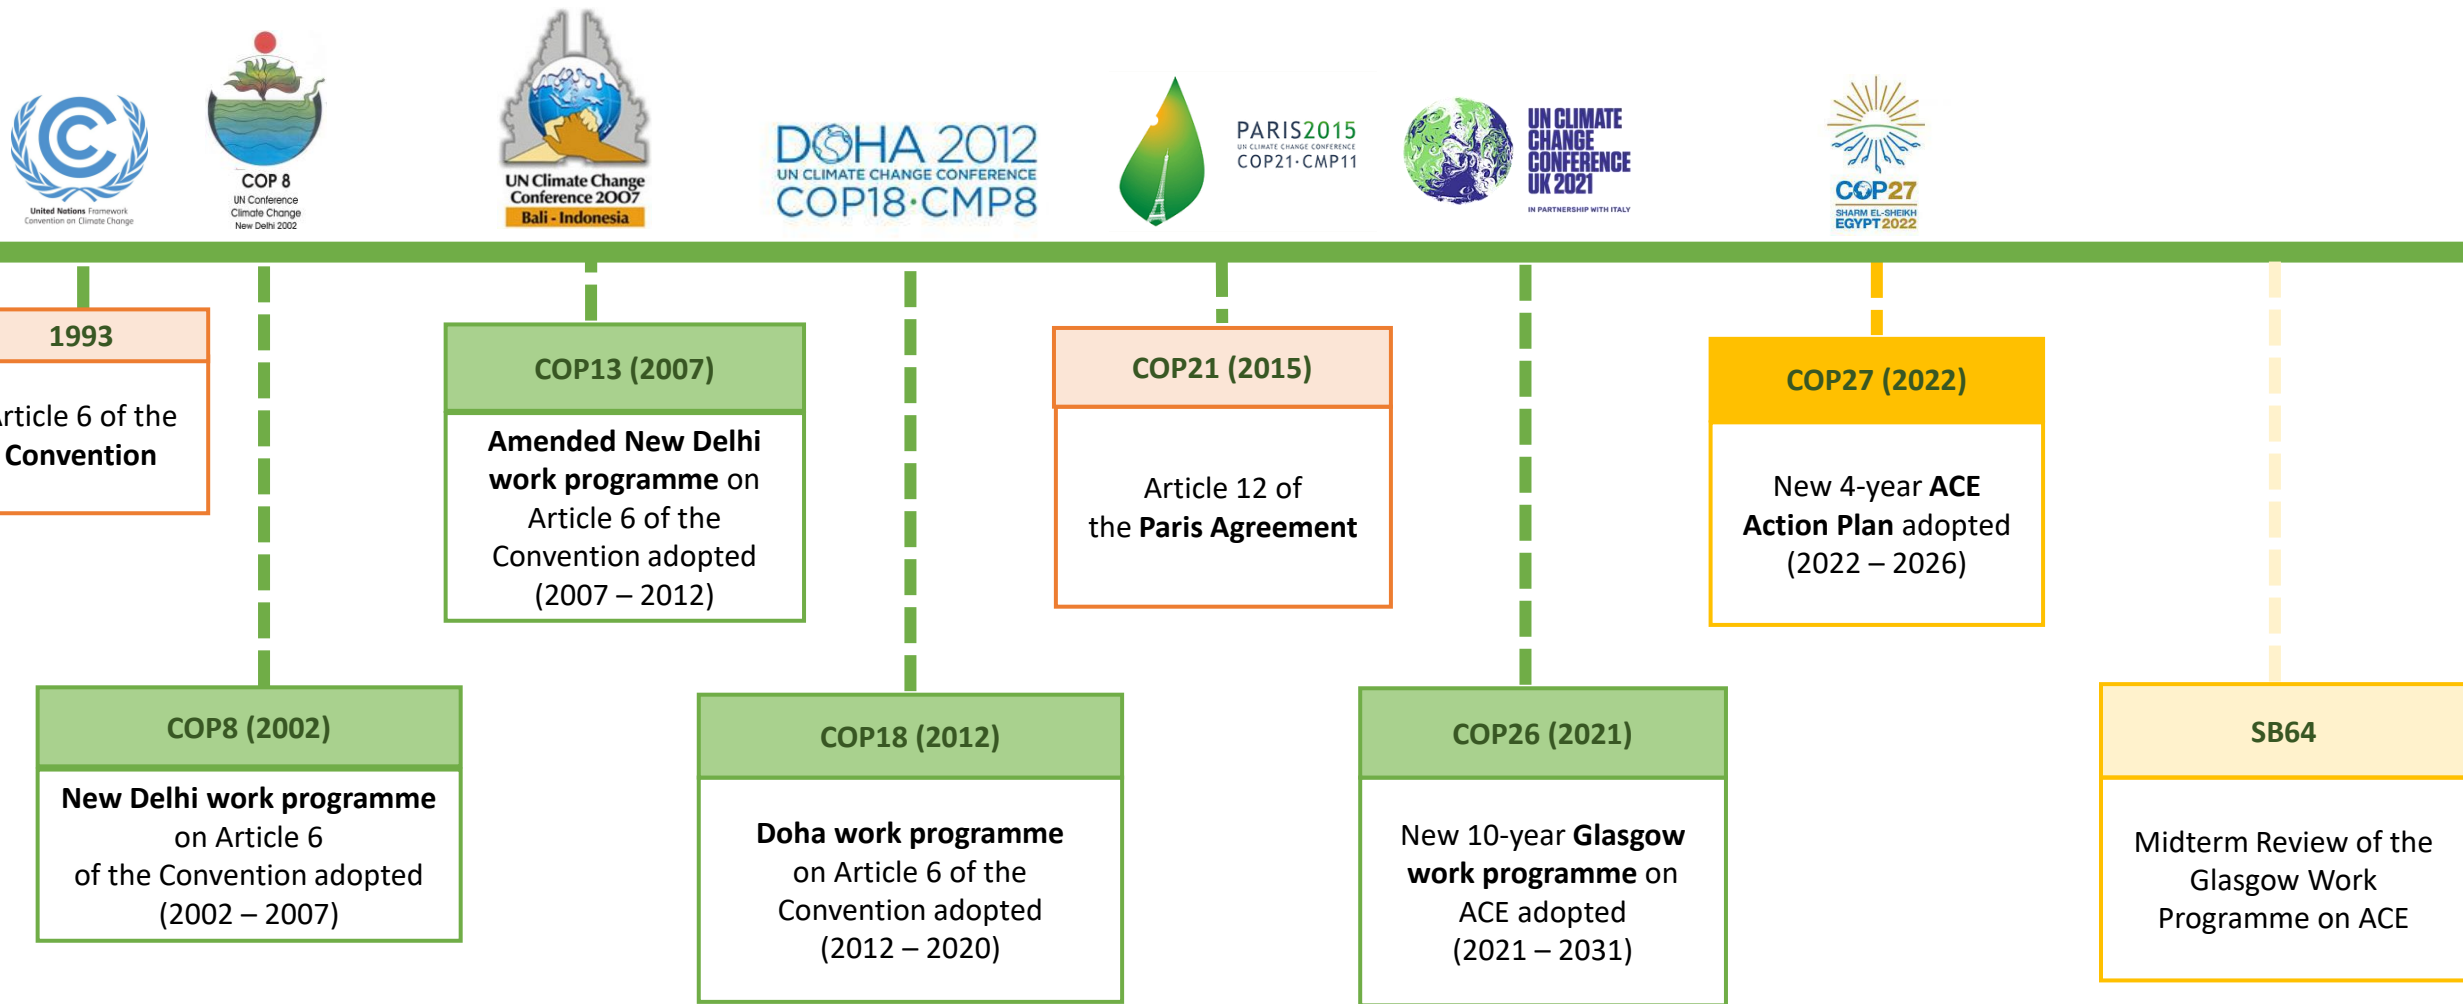 United Nations Framework
Convention on Climate Change
COP 8
UN Conference
Climate Change
New Delhi 2002
UN Climate Change
Conference 2007
Bali - Indonesia
DOHA 2012
UN CLIMATE CHANGE CONFERENCE
COP18·CMP8
PARIS2015
UN CLIMATE CHANGE CONFERENCE
COP21·CMP11
UN CLIMATE
CHANGE
CONFERENCE
UK 2021
IN PARTNERSHIP WITH ITALY
COP27
SHARM EL-SHEIKH
EGYPT2022
1993
Article 6 of the
Convention
COP8 (2002)
New Delhi work programme
on Article 6
of the Convention adopted
(2002 – 2007)
COP13 (2007)
Amended New Delhi
work programme on
Article 6 of the
Convention adopted
(2007 – 2012)
COP18 (2012)
Doha work programme
on Article 6 of the
Convention adopted
(2012 – 2020)
COP21 (2015)
Article 12 of
the Paris Agreement
COP26 (2021)
New 10-year Glasgow
work programme on
ACE adopted
(2021 – 2031)
COP27 (2022)
New 4-year ACE
Action Plan adopted
(2022 – 2026)
SB64
Midterm Review of the
Glasgow Work
Programme on ACE